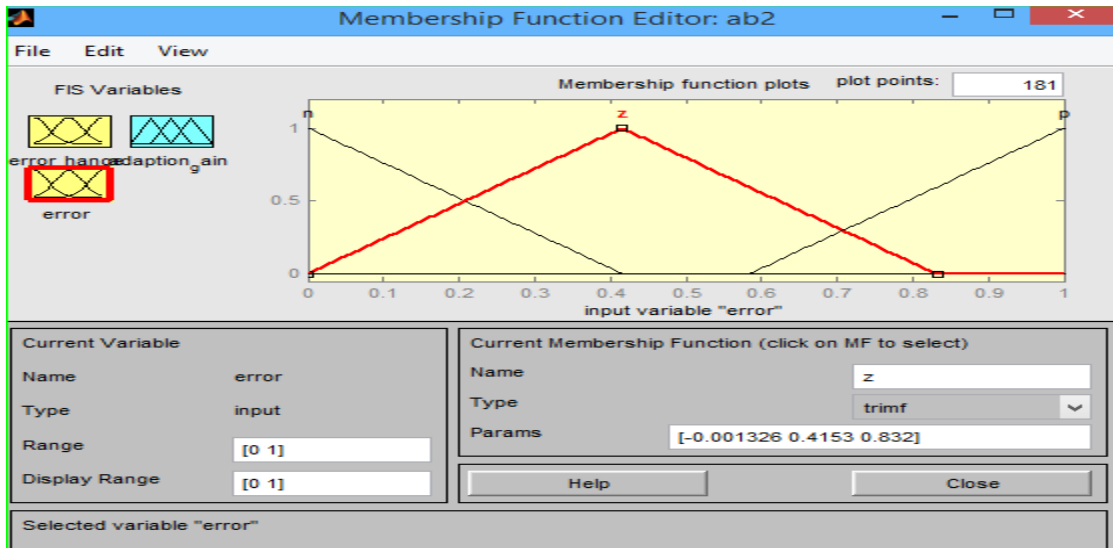 Membership Function Editor: ab2
File Edit View
FIS Variables
Membership function plots plot points: 181
error_hange adaption_gain
error
n z p
1
0.5
0
0 0.1 0.2 0.3 0.4 0.5 0.6 0.7 0.8 0.9 1
input variable "error"
Current Variable
Name error
Type input
Range [0 1]
Display Range [0 1]
Current Membership Function (click on MF to select)
Name z
Type trimf
Params [-0.001326 0.4153 0.832]
Help Close
Selected variable "error"